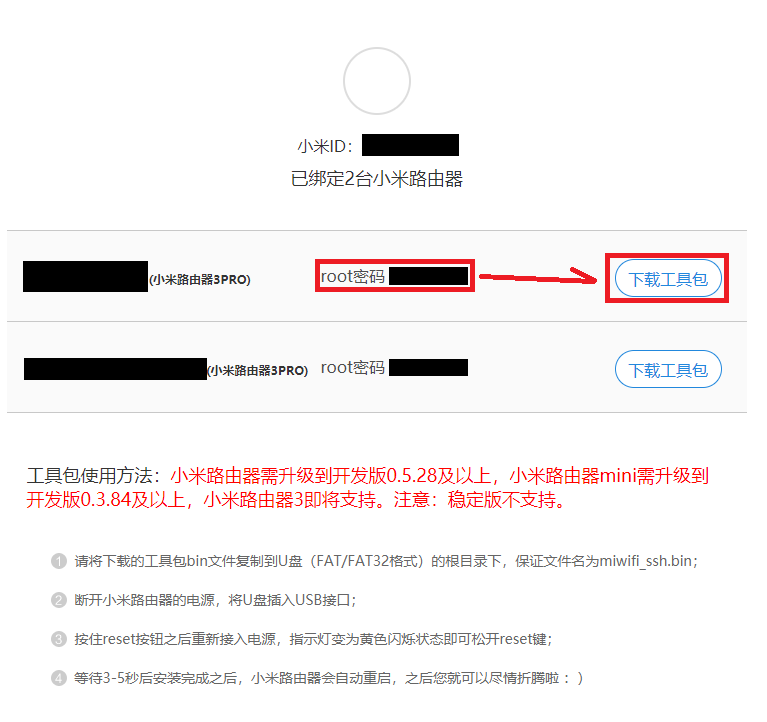 小米ID：
已绑定2台小米路由器
(小米路由器3PRO) root密码 下载工具包
(小米路由器3PRO) root密码 下载工具包
工具包使用方法：小米路由器需升级到开发版0.5.28及以上，小米路由器mini需升级到
开发版0.3.84及以上，小米路由器3即将支持。注意：稳定版不支持。
1 请将下载的工具包bin文件复制到U盘（FAT/FAT32格式）的根目录下，保证文件名为miwifi_ssh.bin；
2 断开小米路由器的电源，将U盘插入USB接口；
3 按住reset按钮之后重新接入电源，指示灯变为黄色闪烁状态即可松开reset键；
4 等待3-5秒后安装完成之后，小米路由器会自动重启，之后您就可以尽情折腾啦 ：）